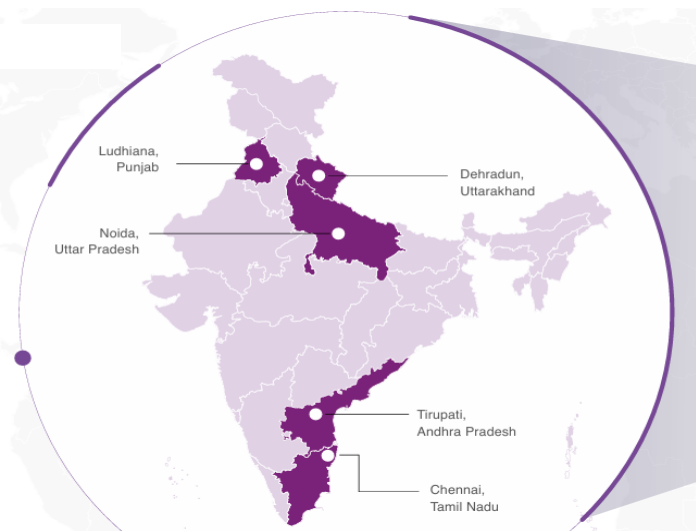 Ludhiana,
Punjab
Dehradun,
Uttarakhand
Noida,
Uttar Pradesh
Tirupati,
Andhra Pradesh
Chennai,
Tamil Nadu